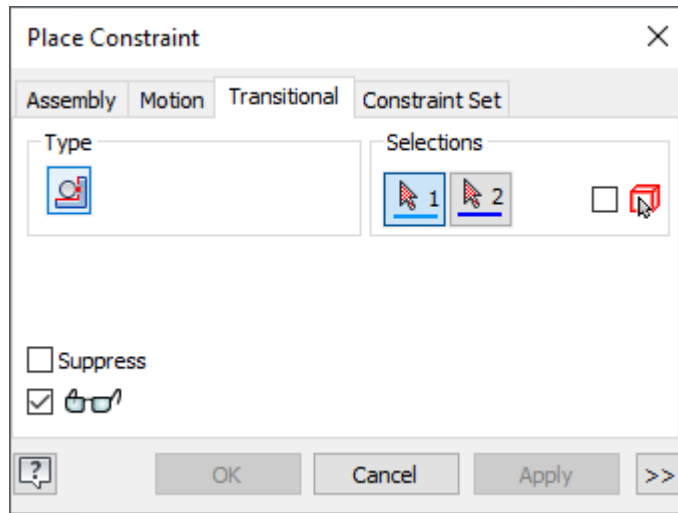 Place Constraint
Assembly Motion Transitional Constraint Set
Type
Selections
1 2
Suppress
? OK Cancel Apply >>